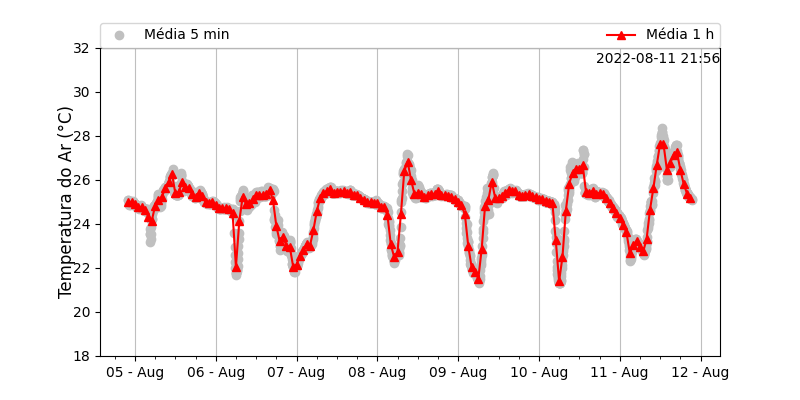 Média 5 min
Média 1 h
2022-08-11 21:56
Temperatura do Ar (°C)
32
30
28
26
24
22
20
18
05 - Aug
06 - Aug
07 - Aug
08 - Aug
09 - Aug
10 - Aug
11 - Aug
12 - Aug